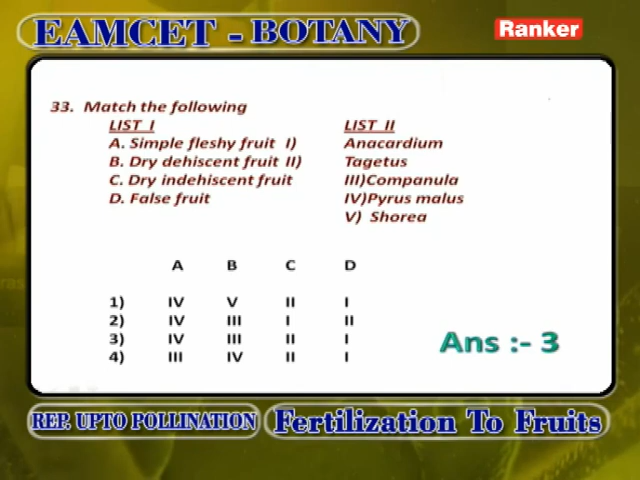 EAMCET - BOTANY
Ranker
33. Match the following
LIST I LIST II
A. Simple fleshy fruit I) Anacardium
B. Dry dehiscent fruit II) Tagetus
C. Dry indehiscent fruit III)Companula
D. False fruit IV)Pyrus malus
V) Shorea
A B C D
1) IV V II I
2) IV III I II
3) IV III II I
4) III IV II I
Ans :- 3
REP. UPTO POLLINATION
Fertilization To Fruits